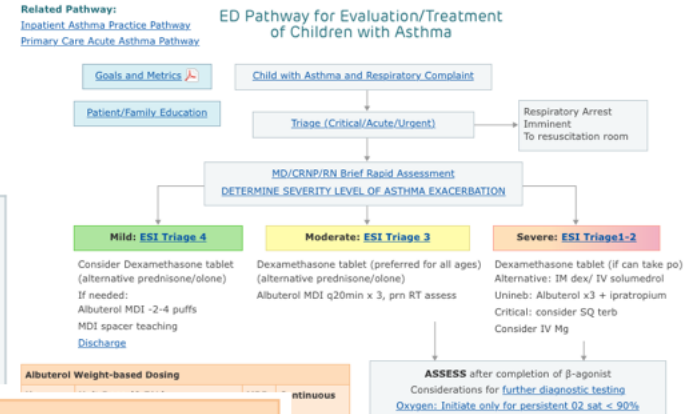 Related Pathway:
Inpatient Asthma Practice Pathway
Primary Care Acute Asthma Pathway
ED Pathway for Evaluation/Treatment
of Children with Asthma
Goals and Metrics
Child with Asthma and Respiratory Complaint
Patient/Family Education
Triage (Critical/Acute/Urgent)
Respiratory Arrest
Imminent
To resuscitation room
MD/CRNP/RN Brief Rapid Assessment
DETERMINE SEVERITY LEVEL OF ASTHMA EXACERBATION
Mild: ESI Triage 4
Consider Dexamethasone tablet
(alternative prednisone/olone)
If needed:
Albuterol MDI -2-4 puffs
MDI spacer teaching
Discharge
Moderate: ESI Triage 3
Dexamethasone tablet (preferred for all ages)
(alternative prednisone/olone)
Albuterol MDI q20min x 3, prn RT assess
Severe: ESI Triage1-2
Dexamethasone tablet (if can take po)
Alternative: IM dex/ IV solumedrol
Unineb: Albuterol x3 + ipratropium
Critical: consider SQ terb
Consider IV Mg
ASSESS after completion of β-agonist
Considerations for further diagnostic testing
Oxygen: Initiate only for persistent 02 sat < 90%
Albuterol Weight-based Dosing